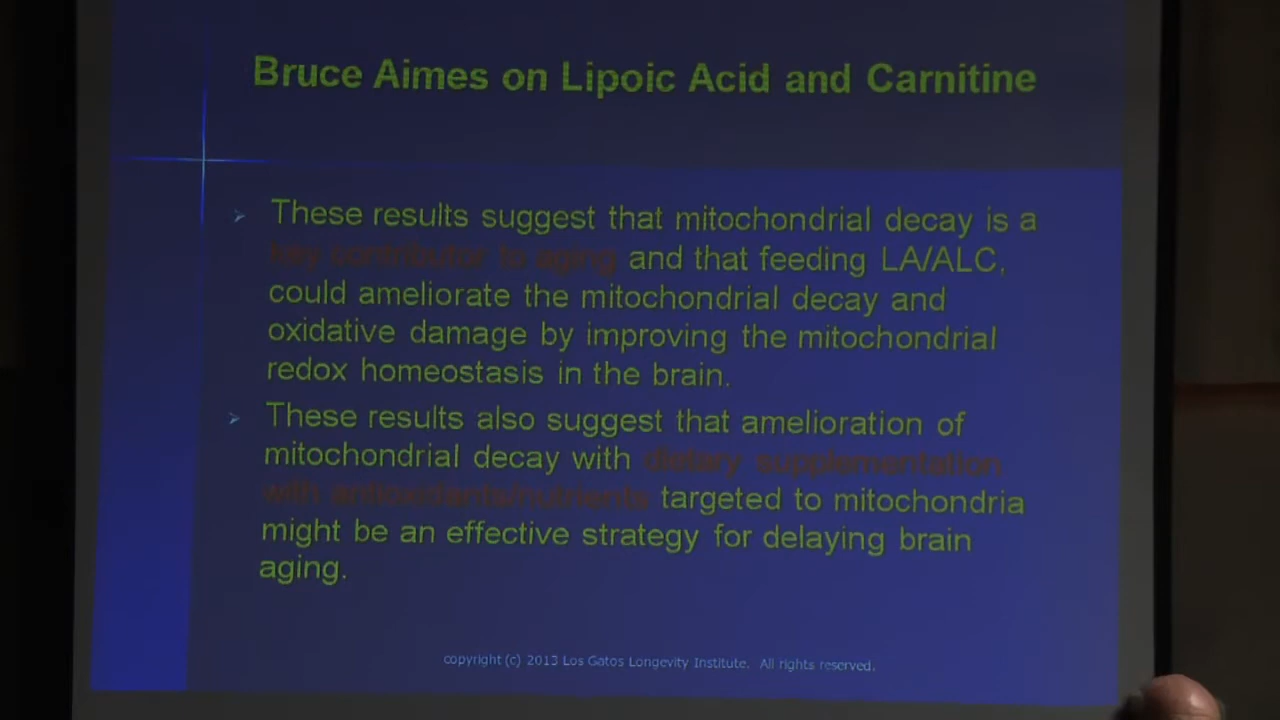 Bruce Aimes on Lipoic Acid and Carnitine
These results suggest that mitochondrial decay is a
key contributor to aging and that feeding LA/ALC,
could ameliorate the mitochondrial decay and
oxidative damage by improving the mitochondrial
redox homeostasis in the brain.
These results also suggest that amelioration of
mitochondrial decay with dietary supplementation
with antioxidants/nutrients targeted to mitochondria
might be an effective strategy for delaying brain
aging.
copyright (c) 2013 Los Gatos Longevity Institute. All rights reserved.